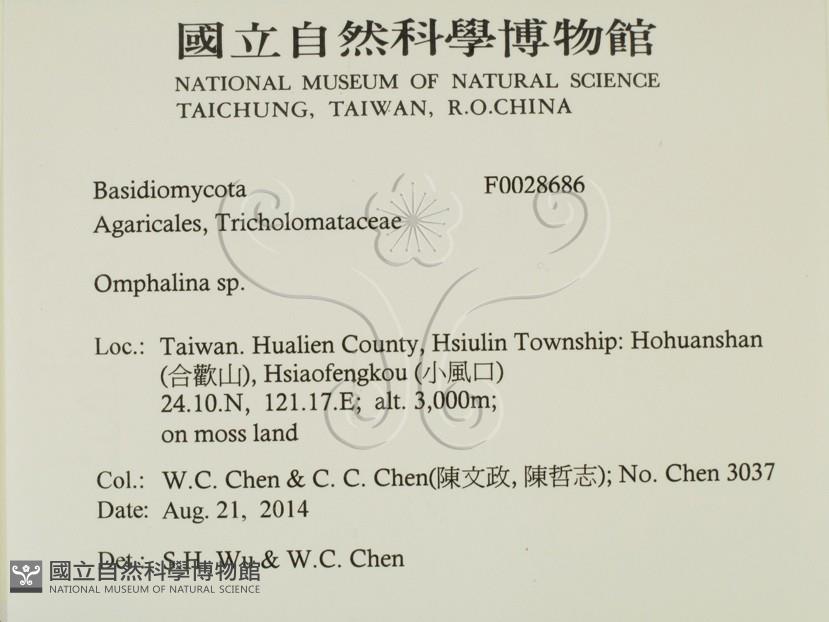 國立自然科學博物館
NATIONAL MUSEUM OF NATURAL SCIENCE
TAICHUNG, TAIWAN, R.O.CHINA
Basidiomycota F0028686
Agaricales, Tricholomataceae
Omphalina sp.
Loc.: Taiwan. Hualien County, Hsiulin Township: Hohuanshan
(合歡山), Hsiaofengkou (小風口)
24.10.N, 121.17.E; alt. 3,000m;
on moss land
Col.: W.C. Chen & C. C. Chen(陳文政, 陳哲志); No. Chen 3037
Date: Aug. 21, 2014
Det.: S.H. Wu & W.C. Chen
國立自然科學博物館
NATIONAL MUSEUM OF NATURAL SCIENCE